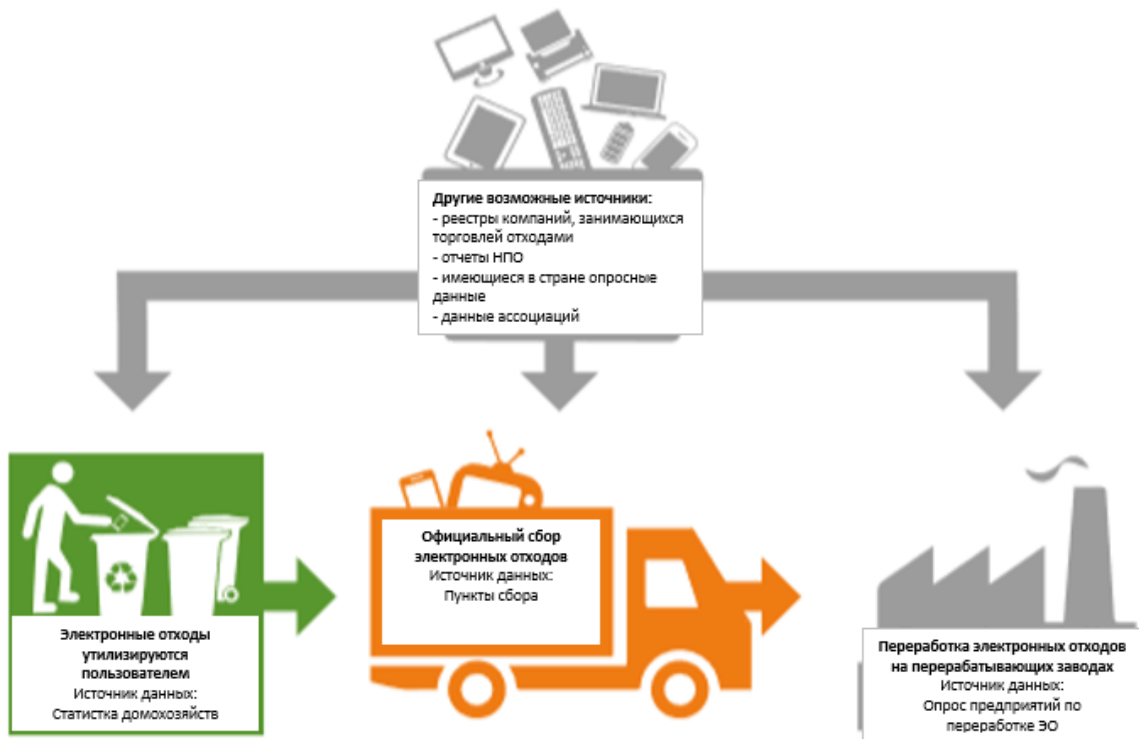 Другие возможные источники:
- реестры компаний, занимающихся
торговлей отходами
- отчеты НПО
- имеющиеся в стране опросные
данные
- данные ассоциаций
Электронные отходы
утилизируются
пользователем
Источник данных:
Статистка домохозяйств
Официальный сбор
электронных отходов
Источник данных:
Пункты сбора
Переработка электронных отходов
на перерабатывающих заводах
Источник данных:
Опрос предприятий по
переработке ЭО